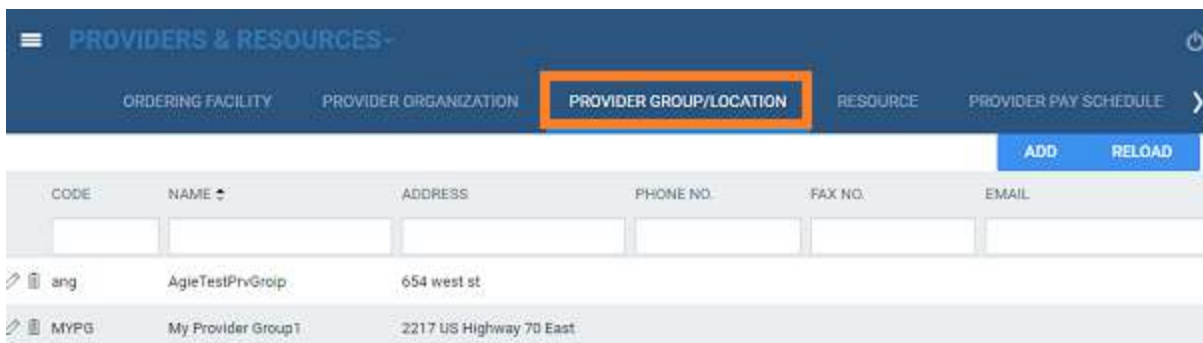 PROVIDERS & RESOURCES
ORDERING FACILITY PROVIDER ORGANIZATION PROVIDER GROUP/LOCATION RESOURCE PROVIDER PAY SCHEDULE
ADD RELOAD
CODE NAME ADDRESS PHONE NO. FAX NO. EMAIL
ang AgieTestPrvGroip 654 west st
MYPG My Provider Group1 2217 US Highway 70 East